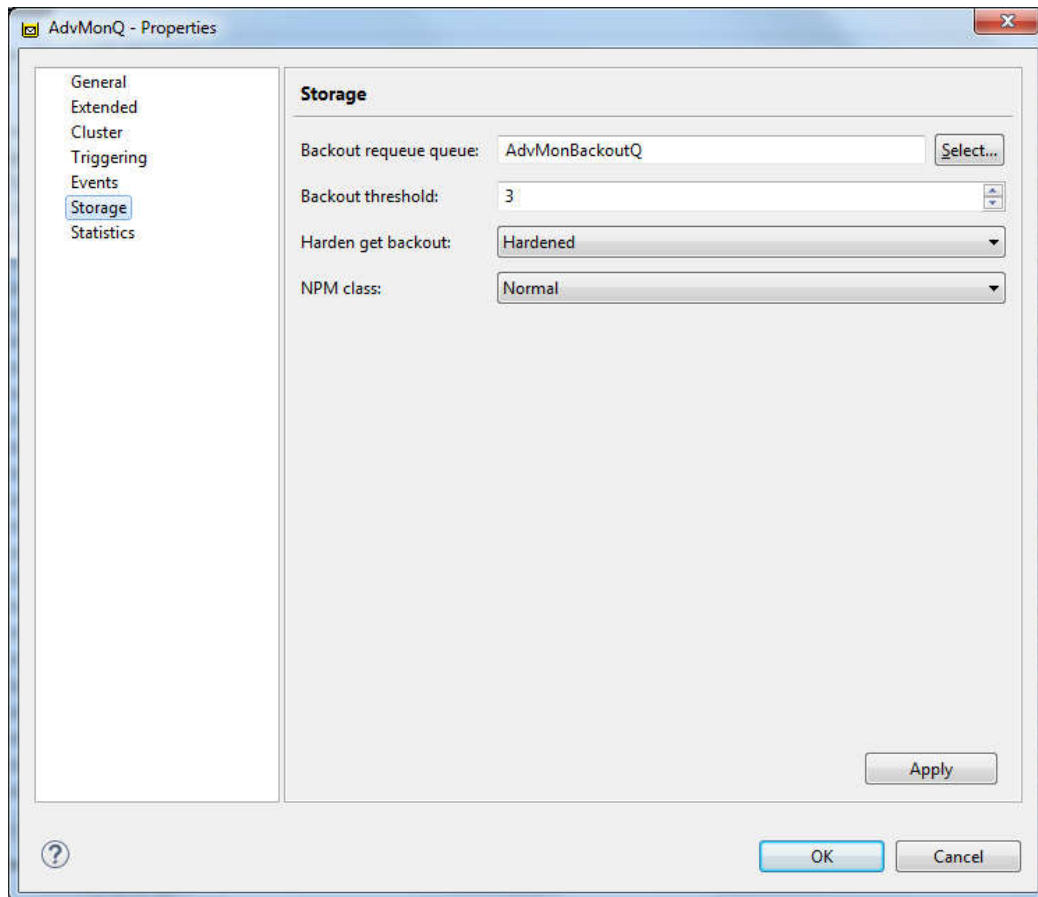 AdvMonQ - Properties
General
Extended
Cluster
Triggering
Events
Storage
Statistics
Storage
Backout requeue queue: AdvMonBackoutQ Select...
Backout threshold: 3
Harden get backout: Hardened
NPM class: Normal
Apply
? OK Cancel